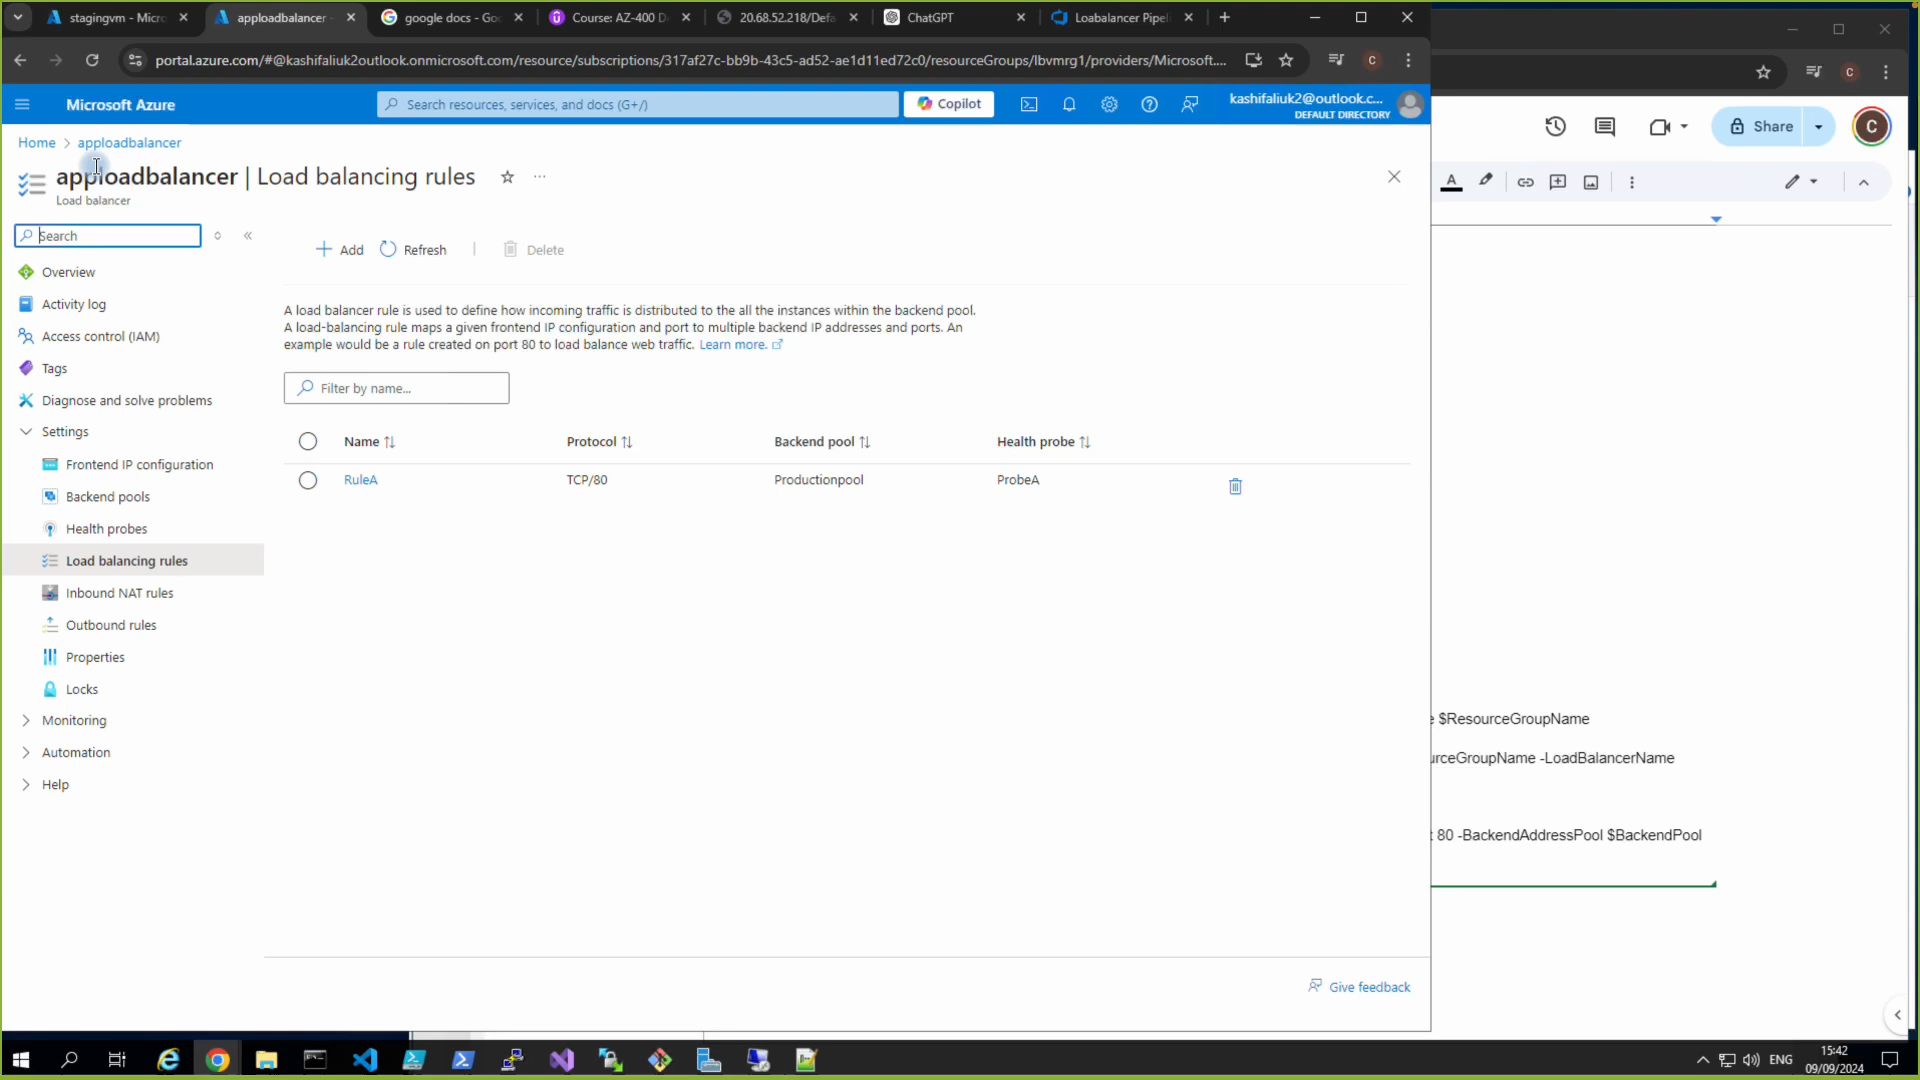 stagingvm - Micro
apploadbalancer
google docs - Goo
Course: AZ-400 D
20.68.52.218/Defa
ChatGPT
Loabalancer Pipeli
portal.azure.com/#@kashifaliuk2outlook.onmicrosoft.com/resource/subscriptions/317af27c-bb9b-43c5-ad52-ae1d11ed72c0/resourceGroups/lbvmrg1/providers/Microsoft....
C
C
Microsoft Azure
Search resources, services, and docs (G+/)
Copilot
kashifaliuk2@outlook.c...
DEFAULT DIRECTORY
Share
C
Home > apploadbalancer
apploadbalancer | Load balancing rules
Load balancer
Search
Add
Refresh
Delete
Overview
Activity log
Access control (IAM)
Tags
Diagnose and solve problems
Settings
Frontend IP configuration
Backend pools
Health probes
Load balancing rules
Inbound NAT rules
Outbound rules
Properties
Locks
Monitoring
Automation
Help
A load balancer rule is used to define how incoming traffic is distributed to the all the instances within the backend pool.
A load-balancing rule maps a given frontend IP configuration and port to multiple backend IP addresses and ports. An
example would be a rule created on port 80 to load balance web traffic. Learn more.
Filter by name...
Name Protocol Backend pool Health probe
RuleA TCP/80 Productionpool ProbeA
e $ResourceGroupName
urceGroupName -LoadBalancerName
t 80 -BackendAddressPool $BackendPool
Give feedback
ENG
15:42
09/09/2024